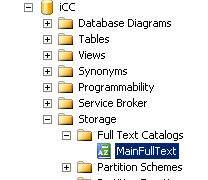 iCC
Database Diagrams
Tables
Views
Synonyms
Programmability
Service Broker
Storage
Full Text Catalogs
MainFullText
Partition Schemes